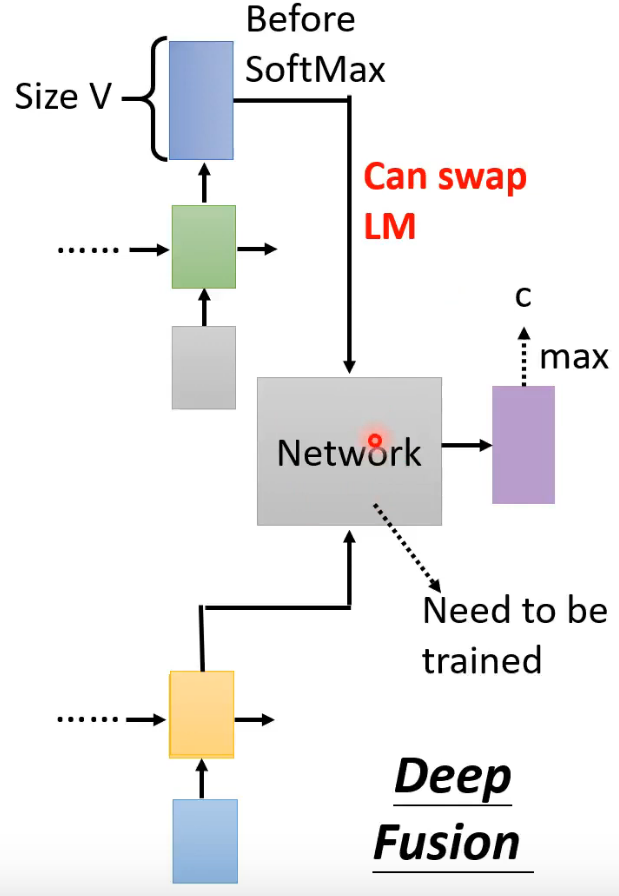 Before
SoftMax
Size V
Can swap
LM
c
max
Network
Need to be
trained
Deep
Fusion